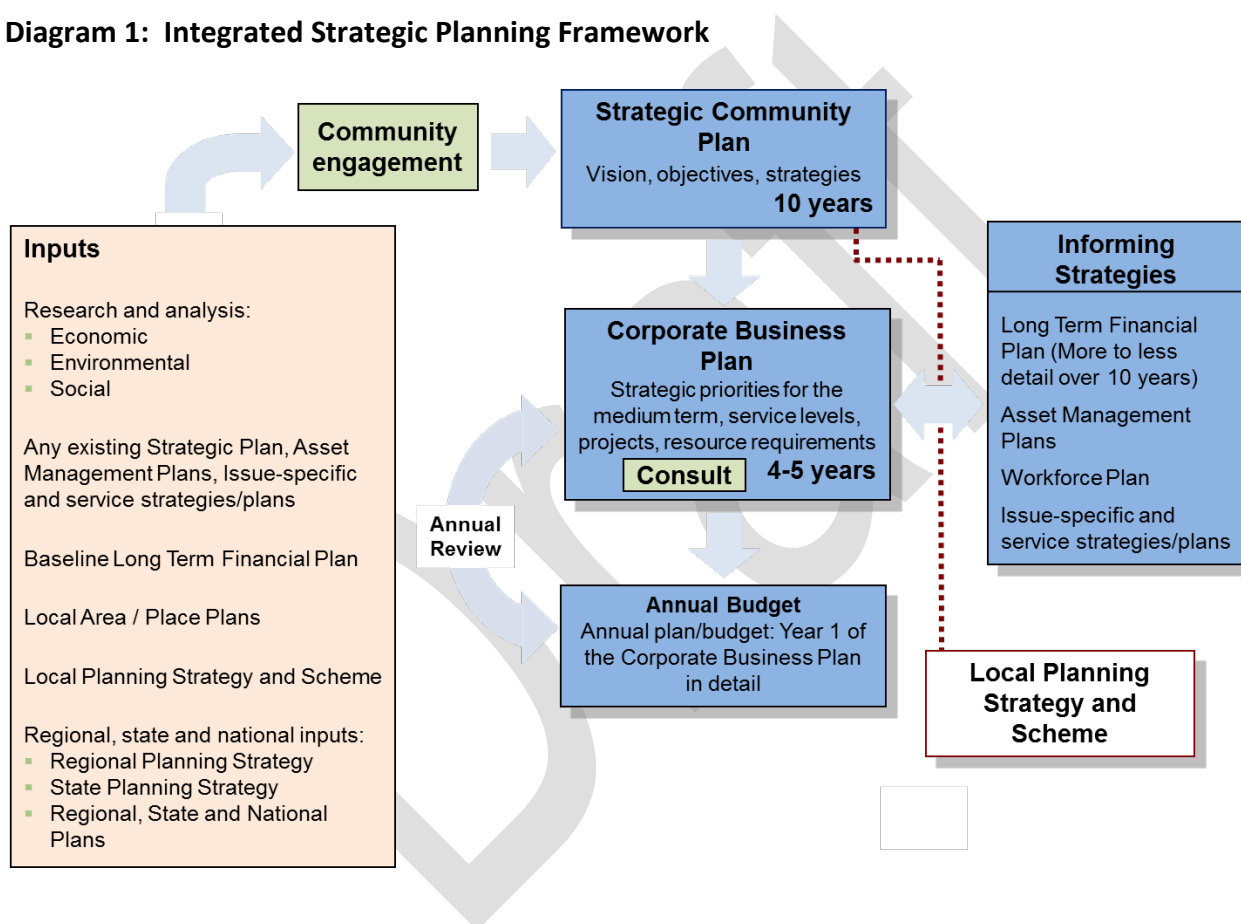 Diagram 1:  Integrated Strategic Planning Framework
Community
engagement
Strategic Community
Plan
Vision, objectives, strategies
10 years
Inputs
Research and analysis:
Economic
Environmental
Social
Any existing Strategic Plan, Asset
Management Plans, Issue-specific
and service strategies/plans
Baseline Long Term Financial Plan
Local Area / Place Plans
Local Planning Strategy and Scheme
Regional, state and national inputs:
Regional Planning Strategy
State Planning Strategy
Regional, State and National
Plans
Annual
Review
Corporate Business
Plan
Strategic priorities for the
medium term, service levels,
projects, resource requirements
Consult 4-5 years
Annual Budget
Annual plan/budget: Year 1 of
the Corporate Business Plan
in detail
Informing
Strategies
Long Term Financial
Plan (More to less
detail over 10 years)
Asset Management
Plans
Workforce Plan
Issue-specific and
service strategies/plans
Local Planning
Strategy and
Scheme
Draft